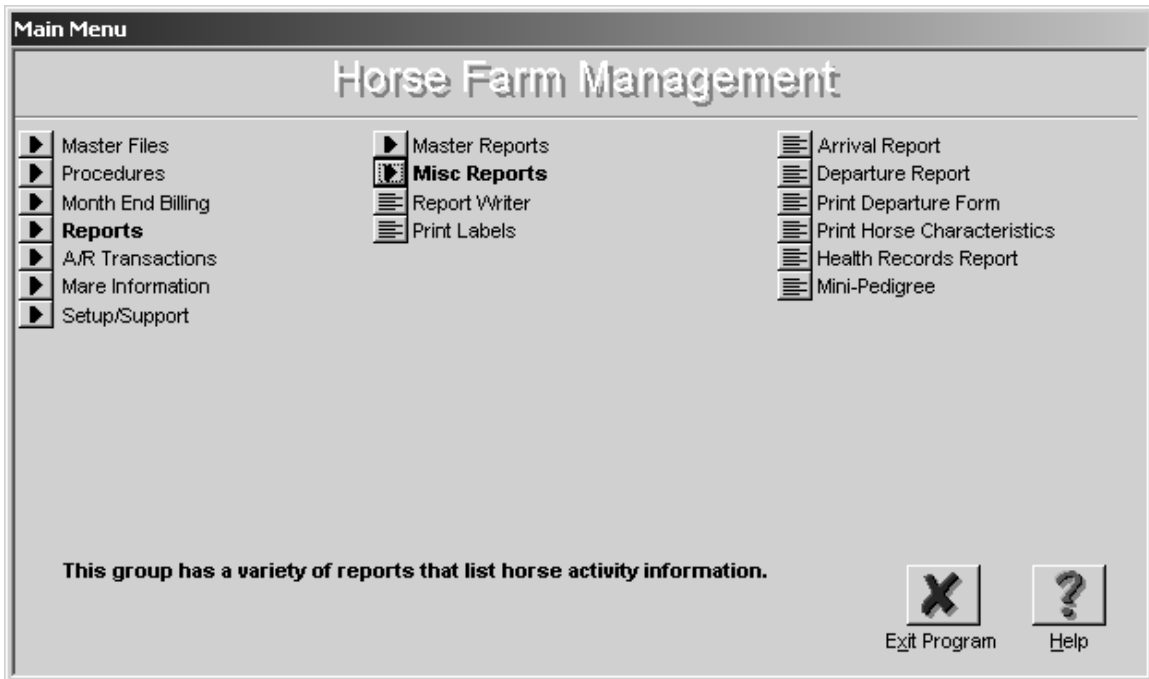 Main Menu
Horse Farm Management
Master Files
Procedures
Month End Billing
Reports
A/R Transactions
Mare Information
Setup/Support
Master Reports
Misc Reports
Report Writer
Print Labels
Arrival Report
Departure Report
Print Departure Form
Print Horse Characteristics
Health Records Report
Mini-Pedigree
This group has a variety of reports that list horse activity information.
Exit Program
?
Help